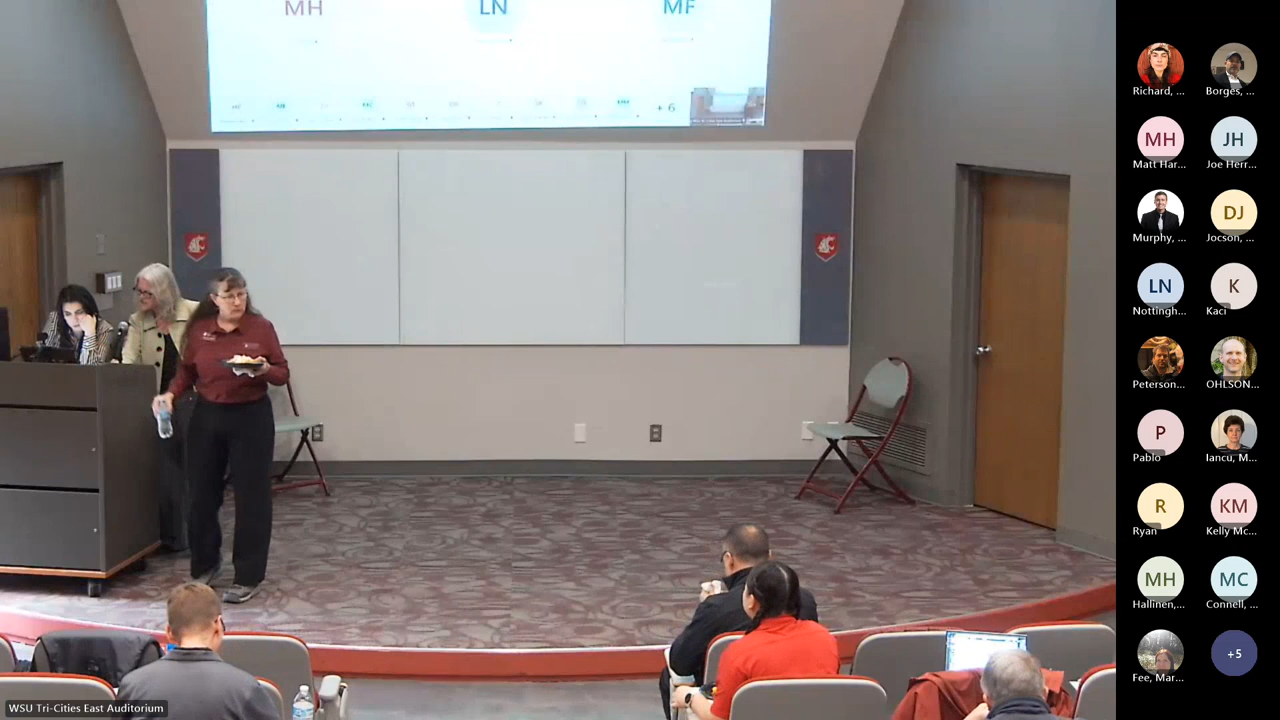 MH
LN
MF
+ 6
Richard, ...
Borges, ...
MH
JH
Matt Har...
Joe Herr...
DJ
Murphy, ...
Jocson, ...
LN
K
Nottingh...
Kaci
Peterson...
OHLSON...
P
Pablo
Iancu, M...
R
KM
Ryan
Kelly Mc...
MH
MC
Hallinen,...
Connell, ...
+5
Fee, Mar...
WSU Tri-Cities East Auditorium